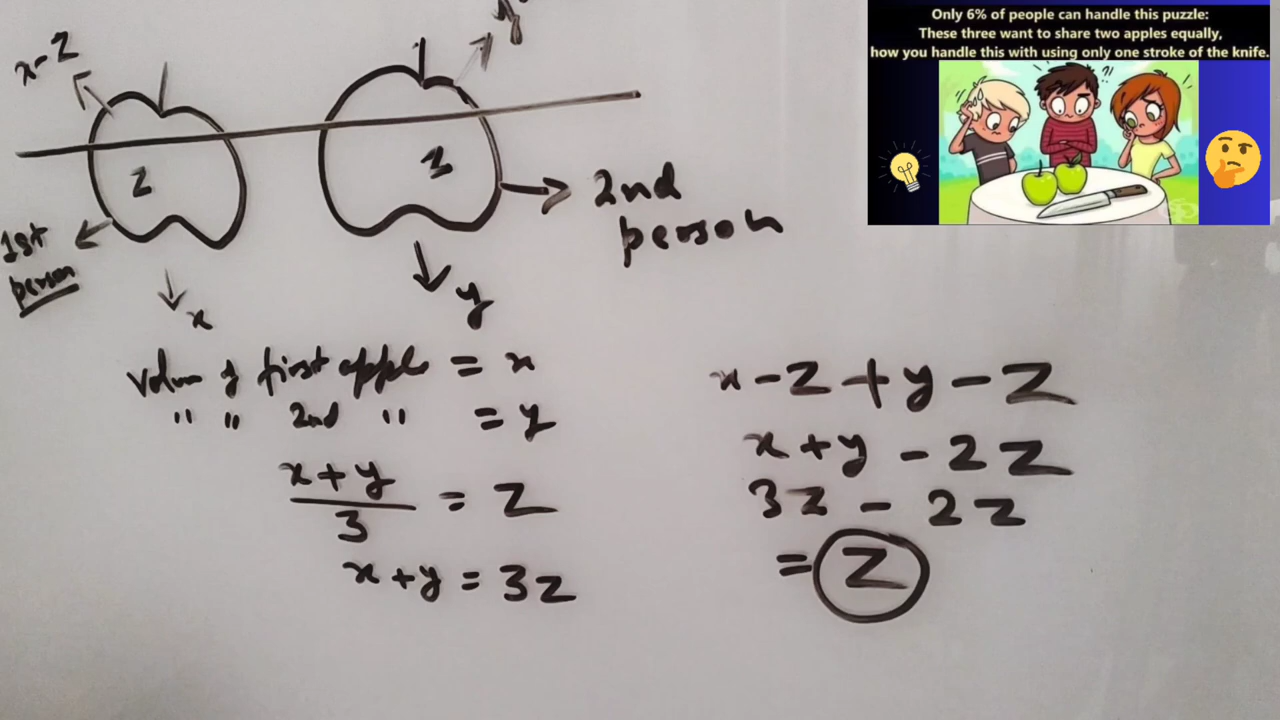 Only 6% of people can handle this puzzle:
These three want to share two apples equally,
how you handle this with using only one stroke of the knife.
x-z
z
z
1st
person
2nd
person
x
y
volum of first apple = x
" " 2nd " = y
x+y
3
= z
x+y = 3z
x-z+y-z
x+y-2z
3z-2z
= z